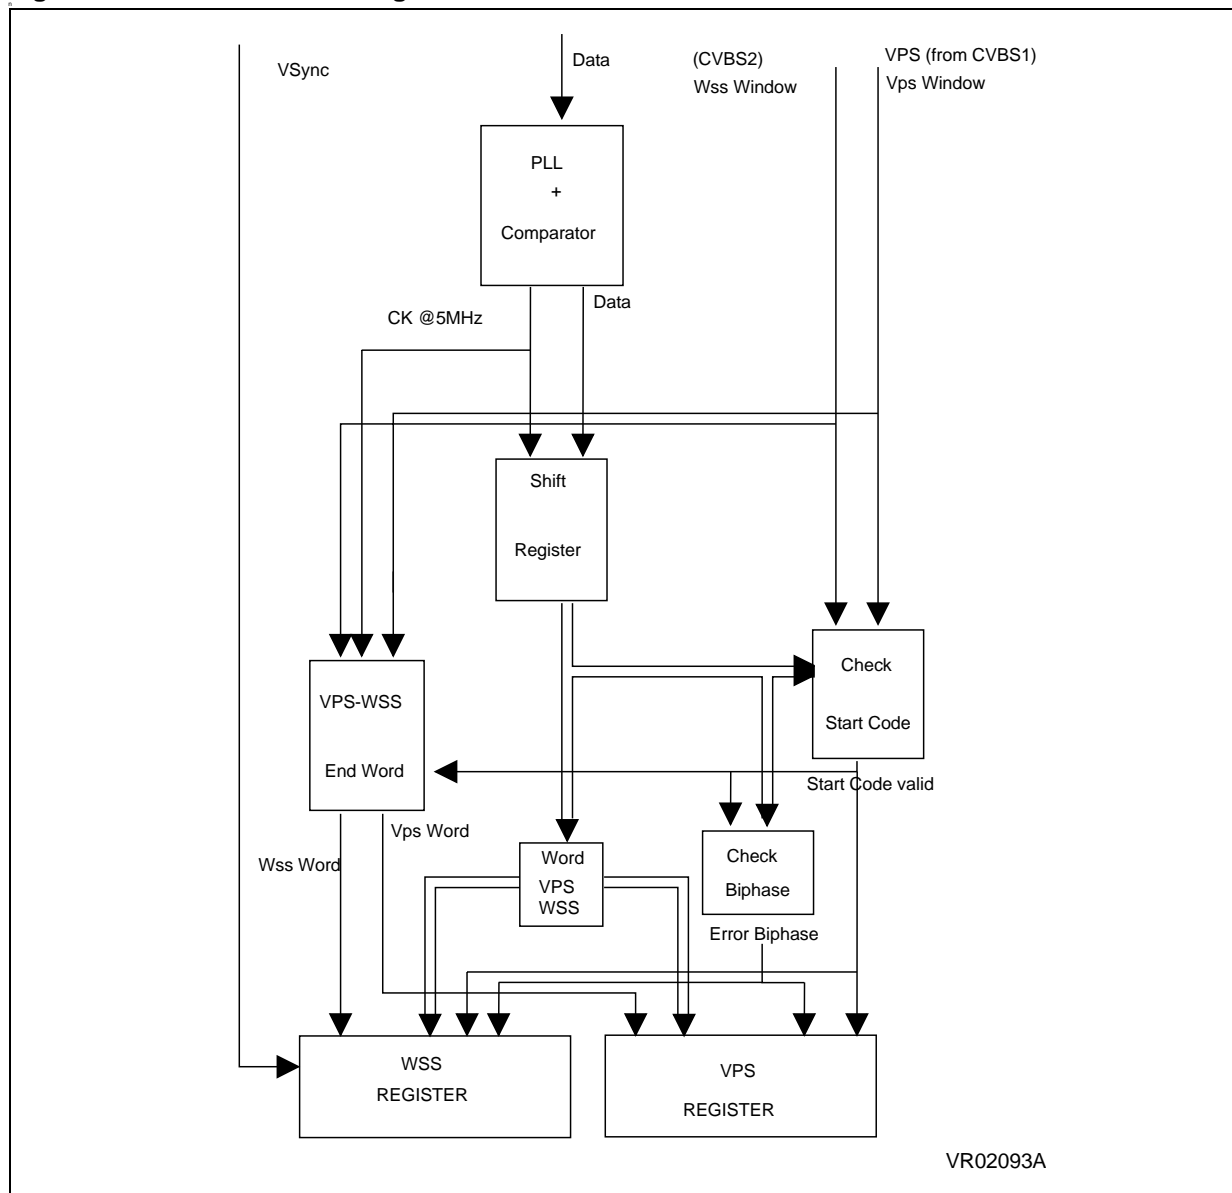 Data
(CVBS2)
VPS (from CVBS1)
VSync
Wss Window
Vps Window
PLL
+
Comparator
Data
CK @5MHz
Shift
Register
Check
Start Code
VPS-WSS
End Word
Start Code valid
Vps Word
Wss Word
Word
VPS
WSS
Check
Biphase
Error Biphase
WSS
REGISTER
VPS
REGISTER
VR02093A